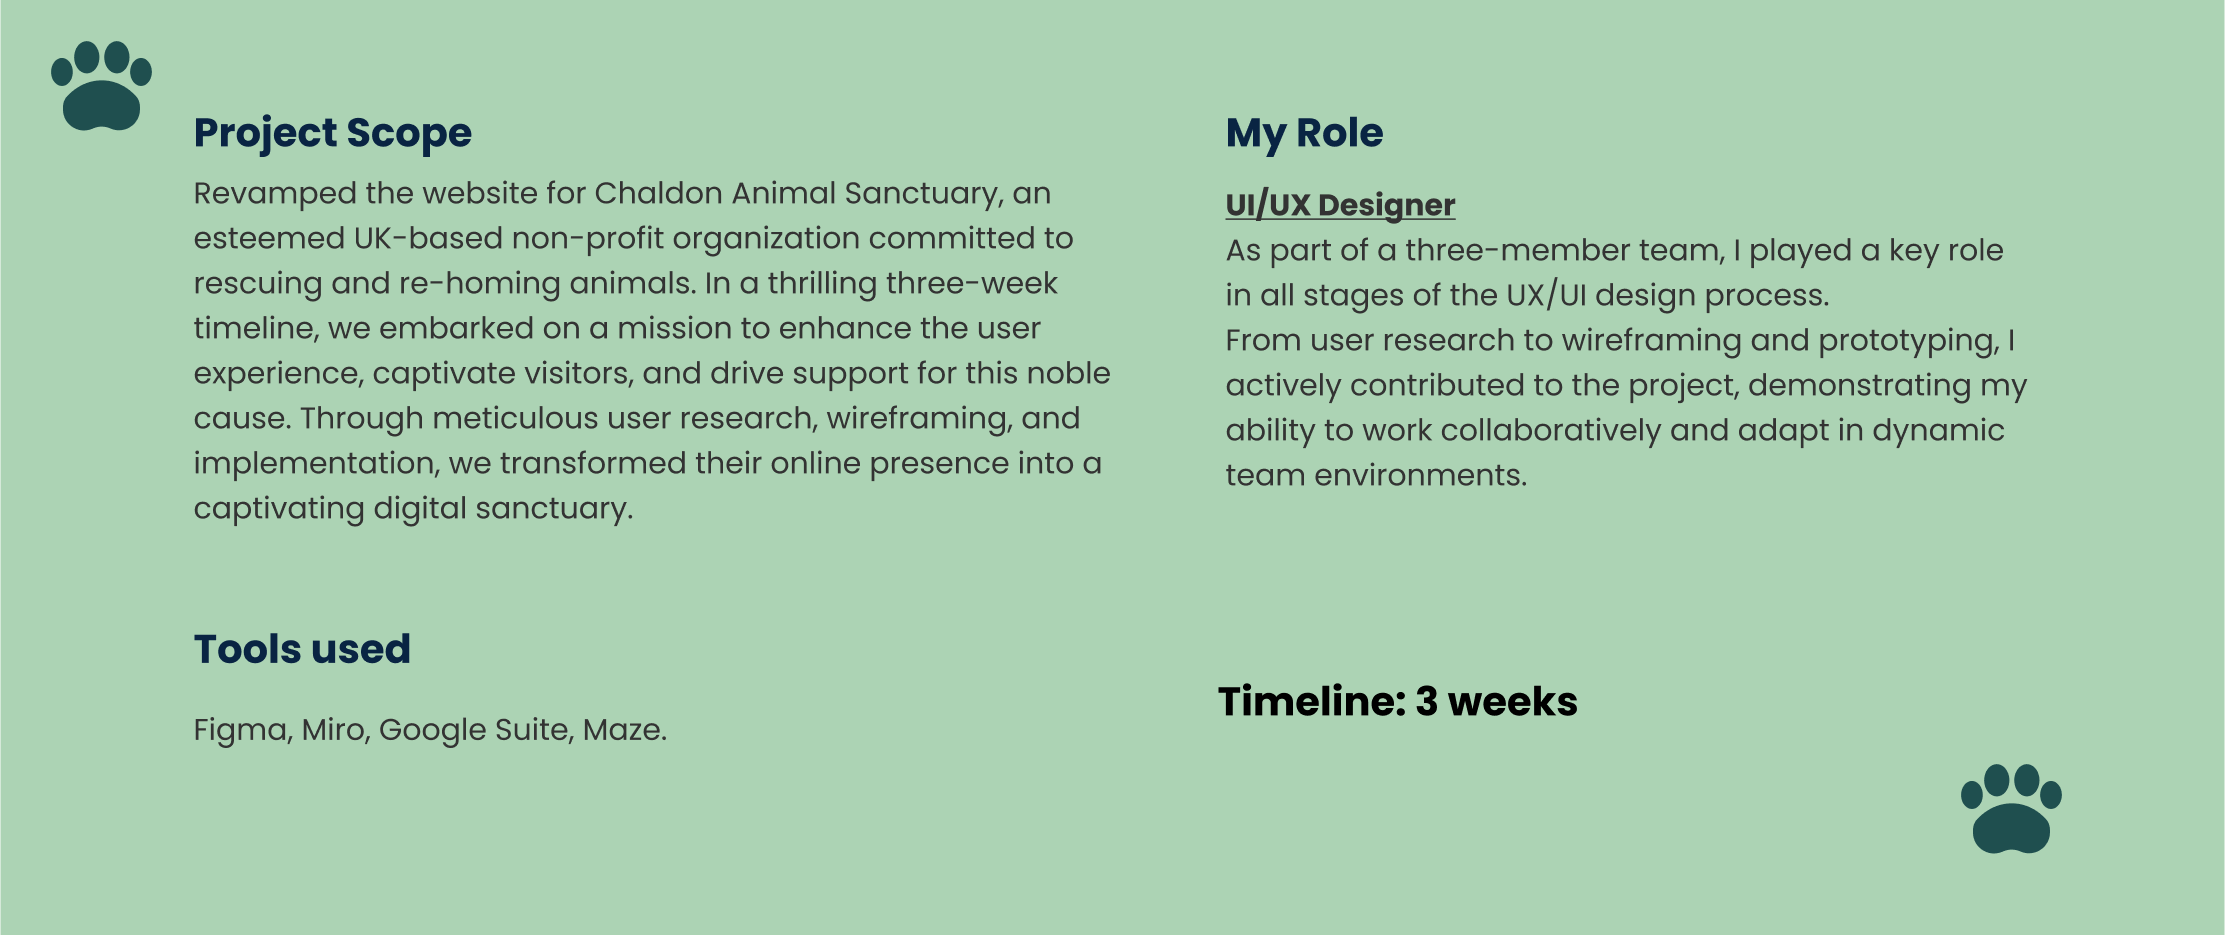 Project Scope
Revamped the website for Chaldon Animal Sanctuary, an
esteemed UK-based non-profit organization committed to
rescuing and re-homing animals. In a thrilling three-week
timeline, we embarked on a mission to enhance the user
experience, captivate visitors, and drive support for this noble
cause. Through meticulous user research, wireframing, and
implementation, we transformed their online presence into a
captivating digital sanctuary.
My Role
UI/UX Designer
As part of a three-member team, I played a key role
in all stages of the UX/UI design process.
From user research to wireframing and prototyping, I
actively contributed to the project, demonstrating my
ability to work collaboratively and adapt in dynamic
team environments.
Tools used
Figma, Miro, Google Suite, Maze.
Timeline: 3 weeks